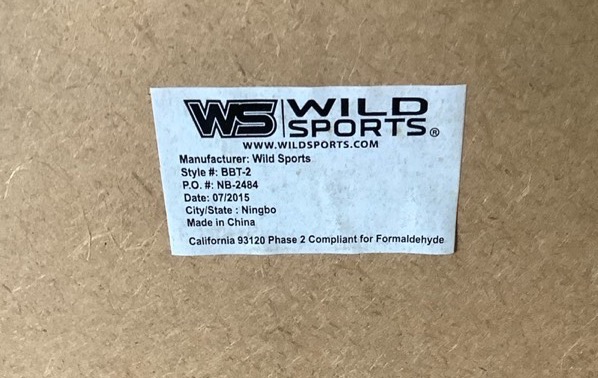 WS WILD
SPORTS®
WWW.WILDSPORTS.COM
Manufacturer: Wild Sports
Style #: BBT-2
P.O. #: NB-2484
Date: 07/2015
City/State : Ningbo
Made in China
California 93120 Phase 2 Compliant for Formaldehyde